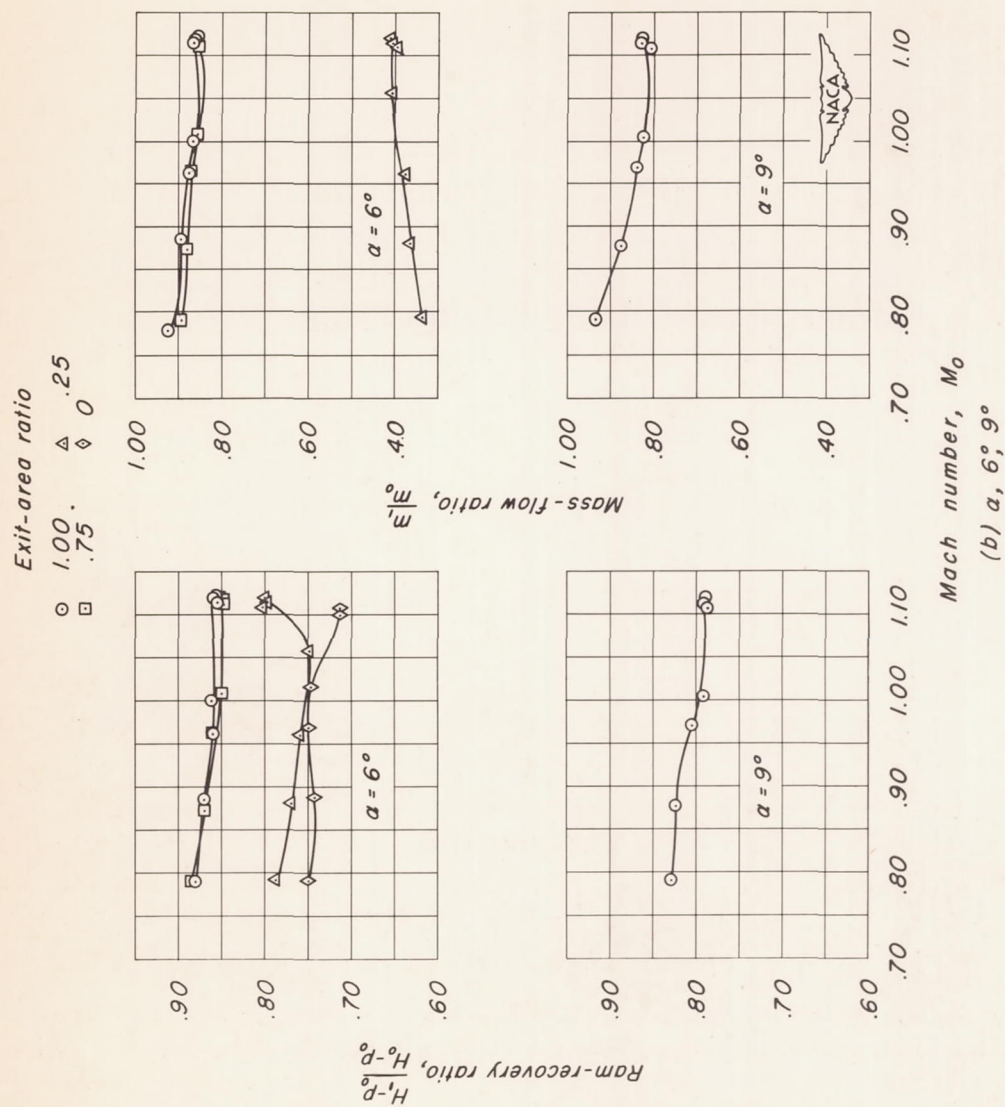 Exit-area ratio
⊙ 1.00 △ .25
⊡ .75 ◇ 0
Ram-recovery ratio, H₁-p₀ / H₀-p₀
.90
.80
.70
.60
α = 6°
Mass-flow ratio, m₁ / m₀
1.00
.80
.40
α = 6°
.90
.80
.70
.60
α = 9°
.70 .80 .90 1.00 1.10
1.00
.80
.60
α = 9°
NACA
.70 .80 .90 1.00 1.10
Mach number, M₀
(b) α, 6°, 9°